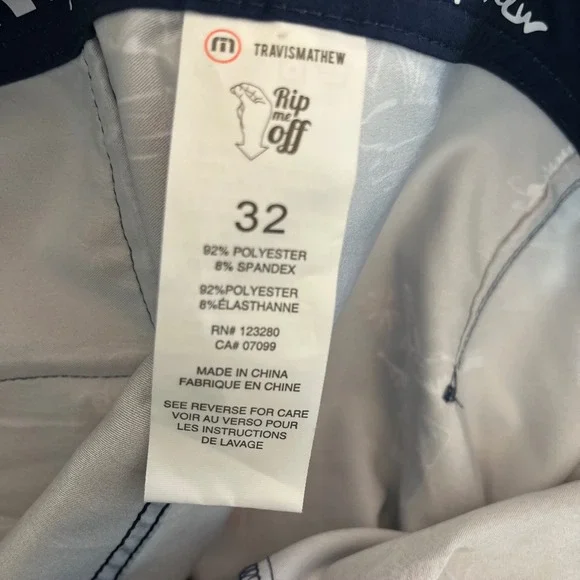 TRAVISMATHEW
Rip
me
off
32
92% POLYESTER
8% SPANDEX
92%POLYESTER
8%ÉLASTHANNE
RN# 123280
CA# 07099
MADE IN CHINA
FABRIQUE EN CHINE
SEE REVERSE FOR CARE
VOIR AU VERSO POUR
LES INSTRUCTIONS
DE LAVAGE